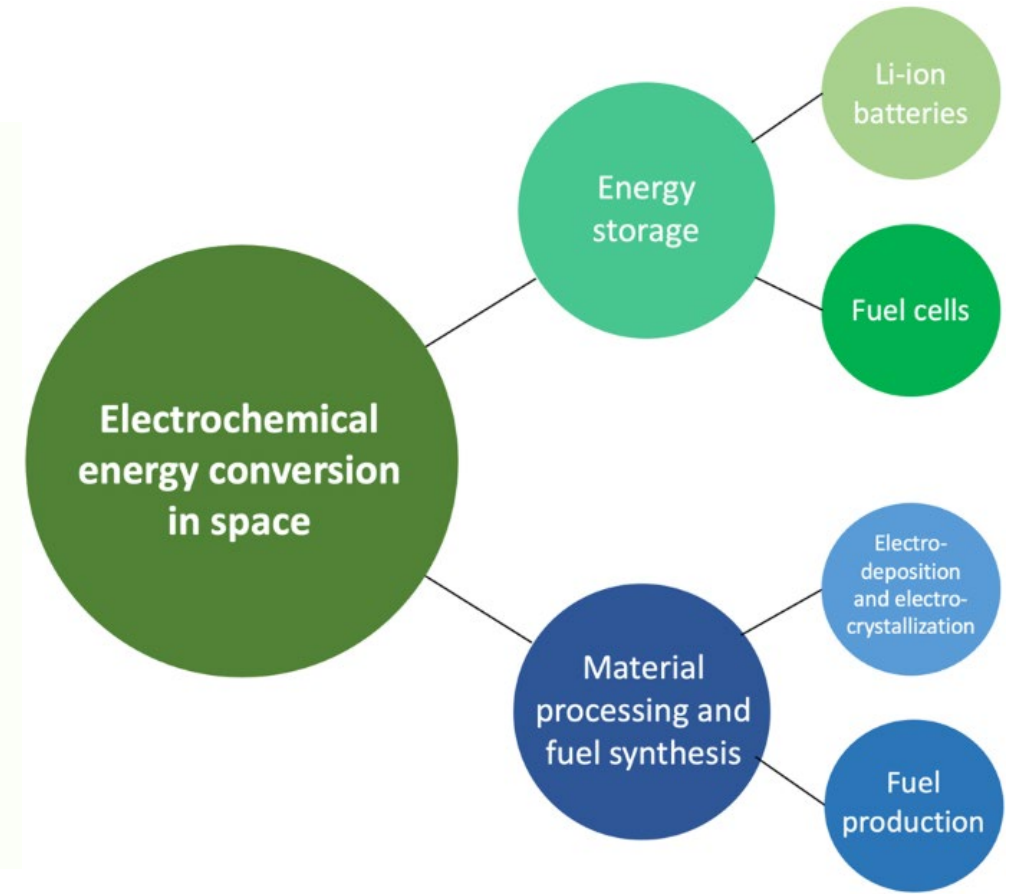 Electrochemical
energy conversion
in space
Energy
storage
Li-ion
batteries
Fuel cells
Material
processing and
fuel synthesis
Electro-
deposition
and electro-
crystallization
Fuel
production